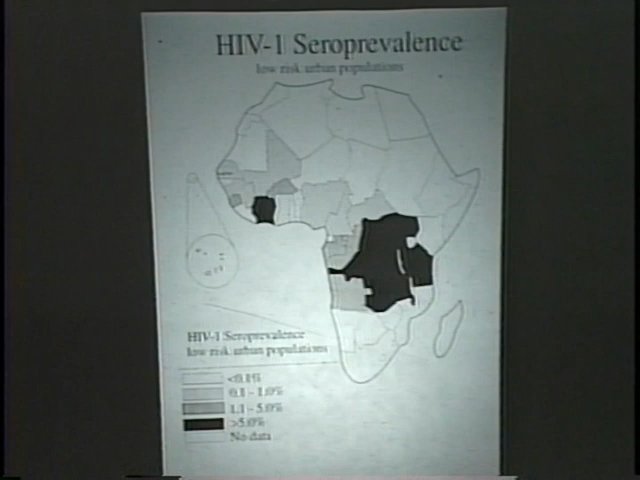 HIV-1 Seroprevalence
low risk urban populations
HIV-1 Seroprevalence
low risk urban populations
<0.1%
0.1 - 1.0%
1.1 - 5.0%
>5.0%
No data